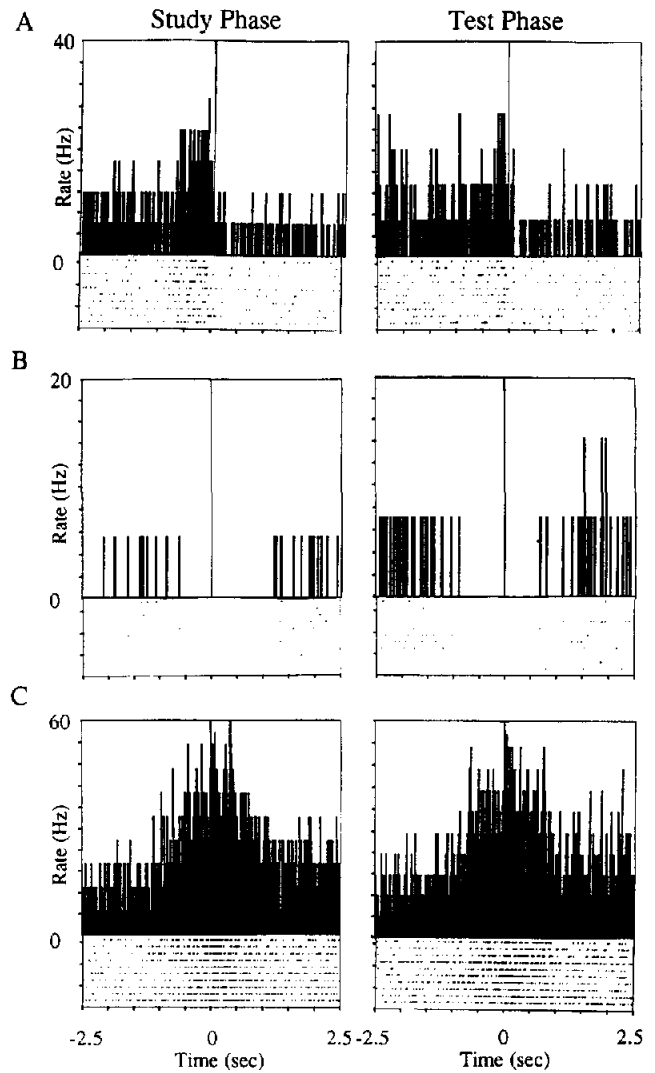 A
Study Phase
Test Phase
40
Rate (Hz)
0
B
20
Rate (Hz)
0
C
60
Rate (Hz)
0
-2.5 0 2.5 -2.5 0 2.5
Time (sec) Time (sec)